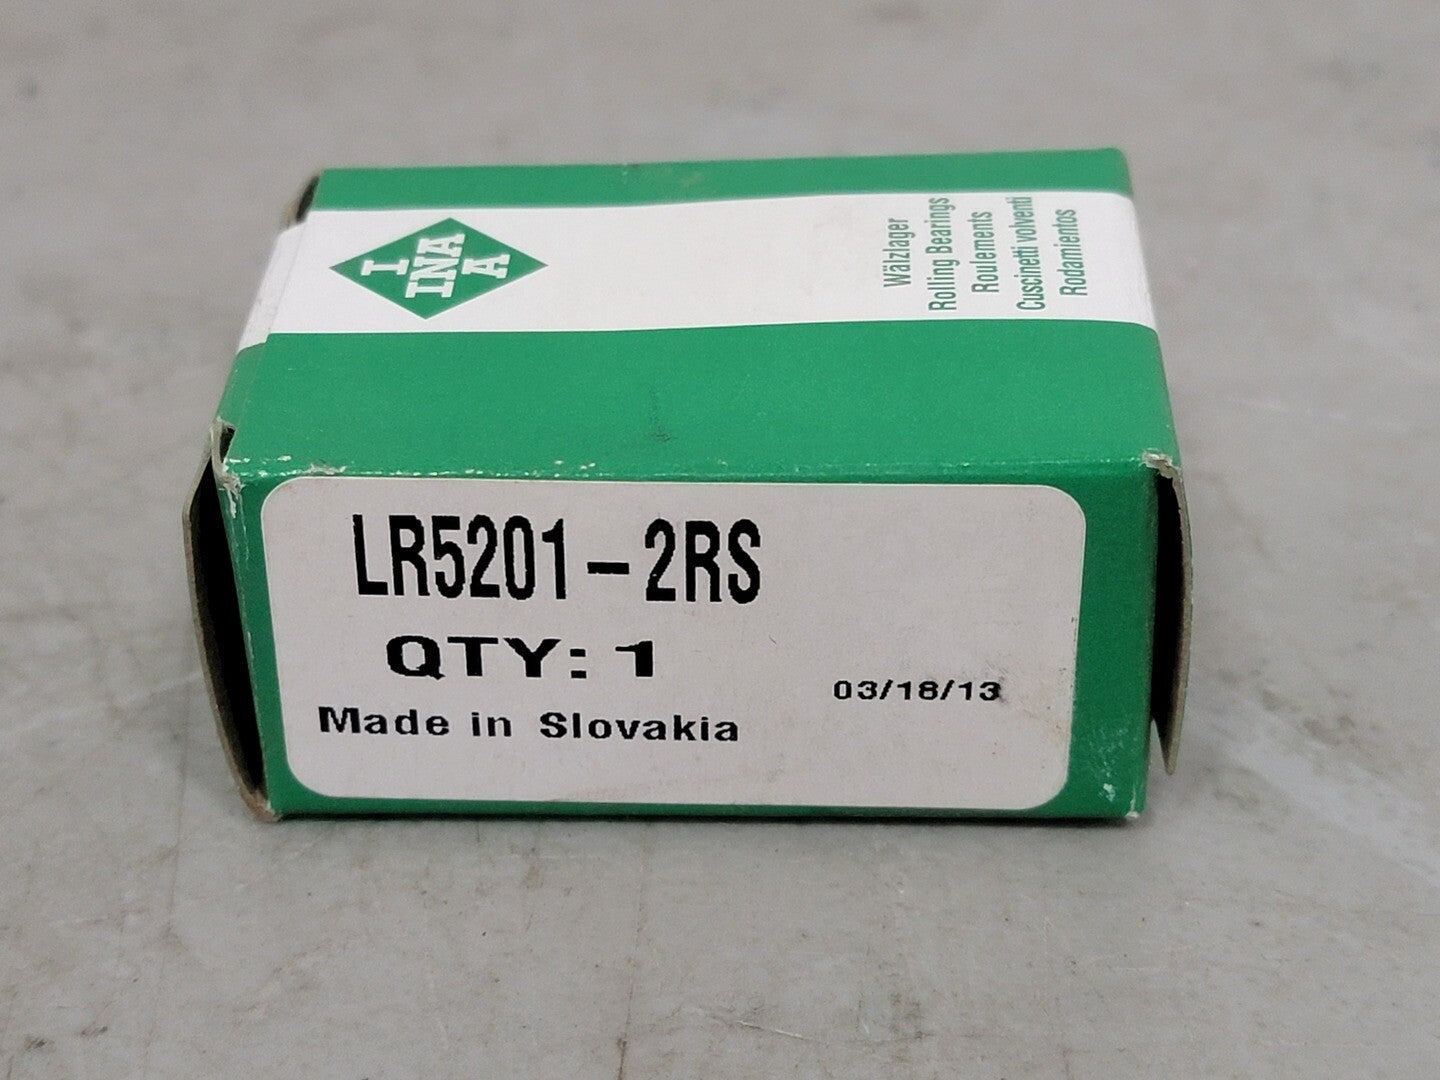 I
INA
A
Wälzlager
Rolling Bearings
Roulements
Cuscinetti volventi
Rodamientos
LR5201-2RS
QTY: 1
03/18/13
Made in Slovakia